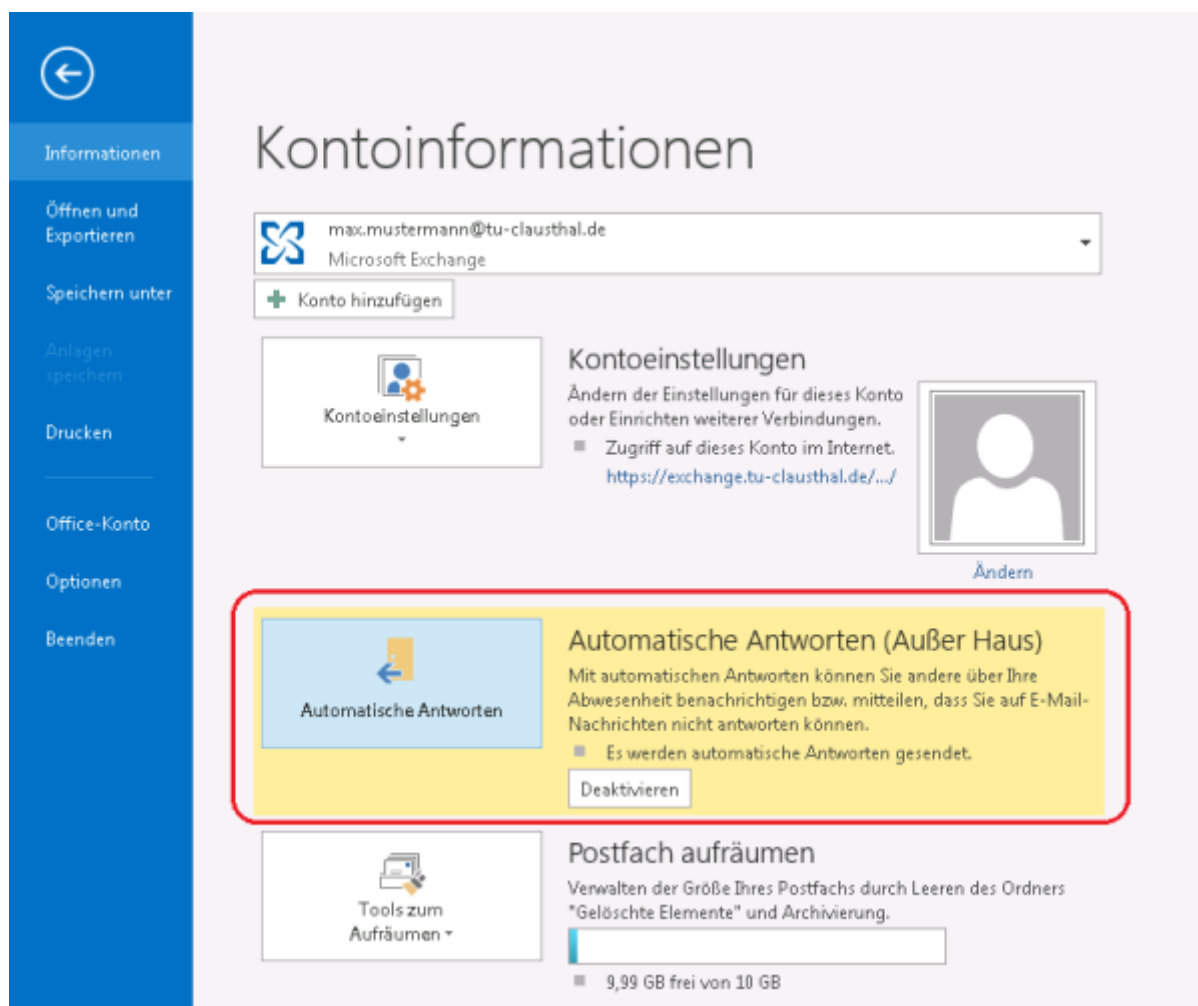 Informationen
Öffnen und
Exportieren
Speichern unter
Anlagen
speichern
Drucken
Office-Konto
Optionen
Beenden
Kontoinformationen
max.mustermann@tu-clausthal.de
Microsoft Exchange
Konto hinzufügen
Kontoeinstellungen
Kontoeinstellungen
Ändern der Einstellungen für dieses Konto
oder Einrichten weiterer Verbindungen.
Zugriff auf dieses Konto im Internet.
https://exchange.tu-clausthal.de/.../
Ändern
Automatische Antworten
Automatische Antworten (Außer Haus)
Mit automatischen Antworten können Sie andere über Ihre
Abwesenheit benachrichtigen bzw. mitteilen, dass Sie auf E-Mail-
Nachrichten nicht antworten können.
Es werden automatische Antworten gesendet.
Deaktivieren
Tools zum
Aufräumen
Postfach aufräumen
Verwalten der Größe Ihres Postfachs durch Leeren des Ordners
"Gelöschte Elemente" und Archivierung.
9,99 GB frei von 10 GB